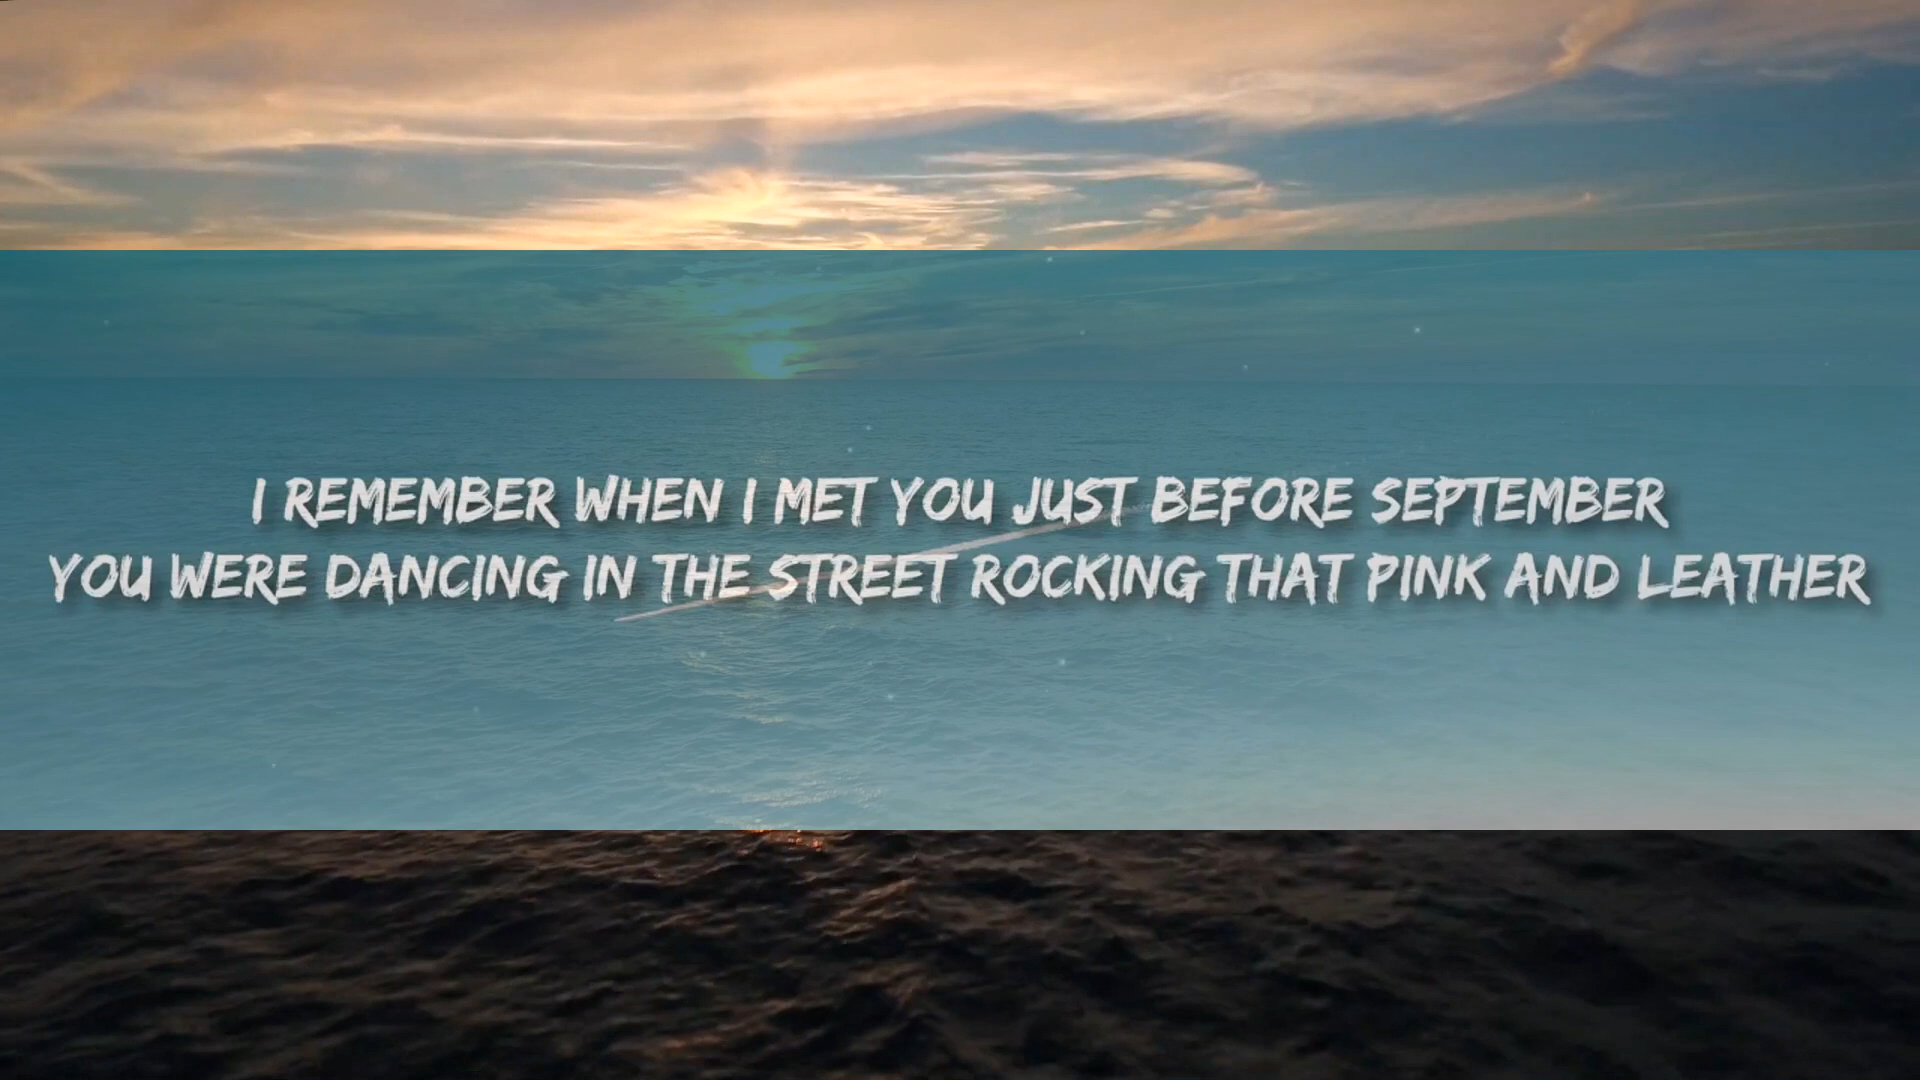 I REMEMBER WHEN I MET YOU JUST BEFORE SEPTEMBER
YOU WERE DANCING IN THE STREET ROCKING THAT PINK AND LEATHER